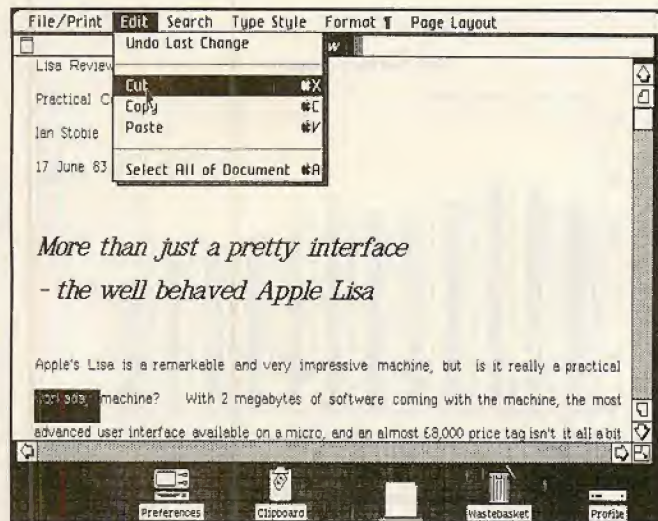 File/Print Edit Search Type Style Format ¶ Page Layout
Undo Last Change
w
Lisa Review
Cut ⌘X
Practical C
Copy ⌘C
Ian Stobie
Paste ⌘V
17 June 83
Select All of Document ⌘A
More than just a pretty interface
- the well behaved Apple Lisa
Apple's Lisa is a remarkable and very impressive machine, but is it really a practical
workaday machine? With 2 megabytes of software coming with the machine, the most
advanced user interface available on a micro, and an almost £8,000 price tag isn't it all a bit
Preferences Clipboard Wastebasket Profile